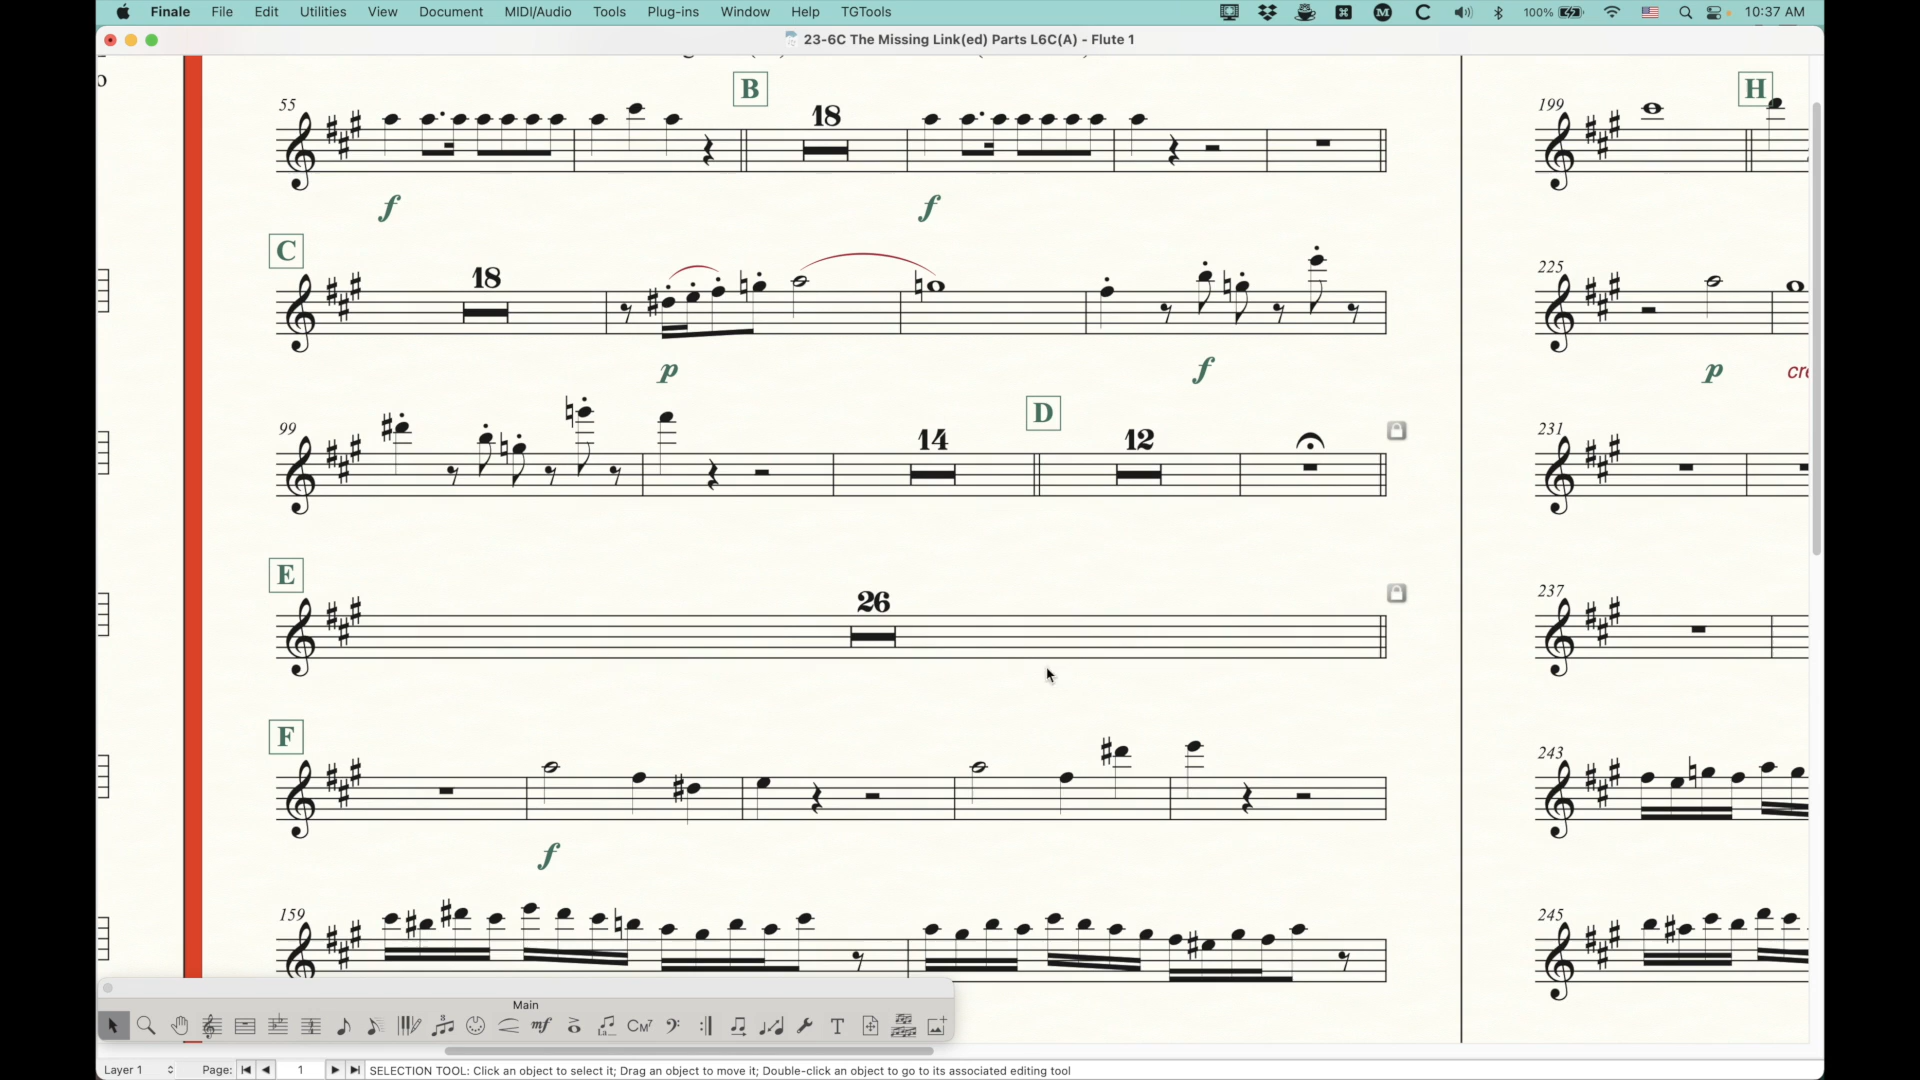 Finale File Edit Utilities View Document MIDI/Audio Tools Plug-ins Window Help TGTools 100% 10:37 AM
23-6C The Missing Link(ed) Parts L6C(A) - Flute 1
B H
55 18 199
f f
C
18 225
p f p cre
99 D 14 12 231
E
26 237
F
243
f
159 245
Main
mf CM7 T
Layer 1 Page: 1 SELECTION TOOL: Click an object to select it; Drag an object to move it; Double-click an object to go to its associated editing tool